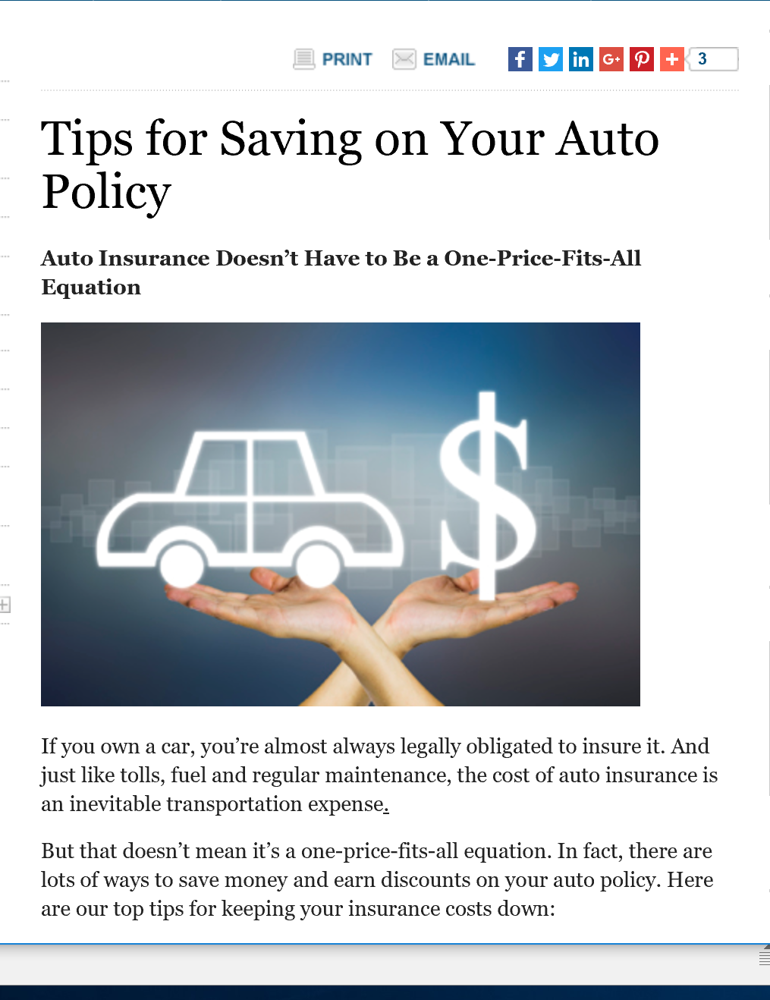 PRINT EMAIL f in G+ + 3
Tips for Saving on Your Auto
Policy
Auto Insurance Doesn’t Have to Be a One-Price-Fits-All
Equation
$
If you own a car, you’re almost always legally obligated to insure it. And
just like tolls, fuel and regular maintenance, the cost of auto insurance is
an inevitable transportation expense.
But that doesn’t mean it’s a one-price-fits-all equation. In fact, there are
lots of ways to save money and earn discounts on your auto policy. Here
are our top tips for keeping your insurance costs down: